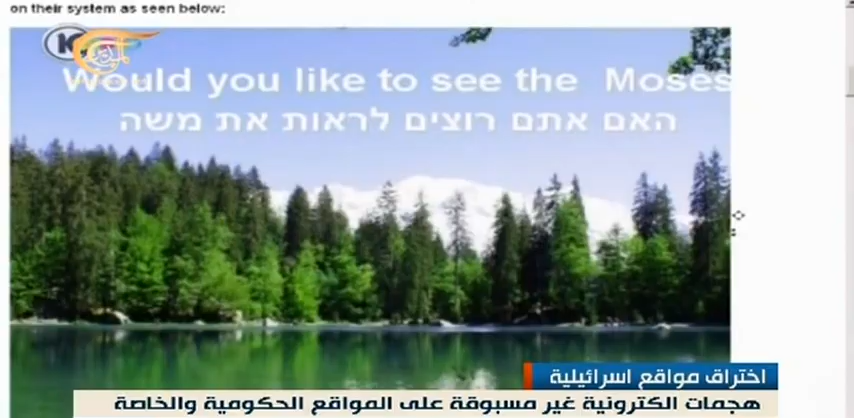 on their system as seen below:
Would you like to see the Moses
האם אתם רוצים לראות את משה
اختراق مواقع اسرائيلية
هجمات الكترونية غير مسبوقة على المواقع الحكومية والخاصة